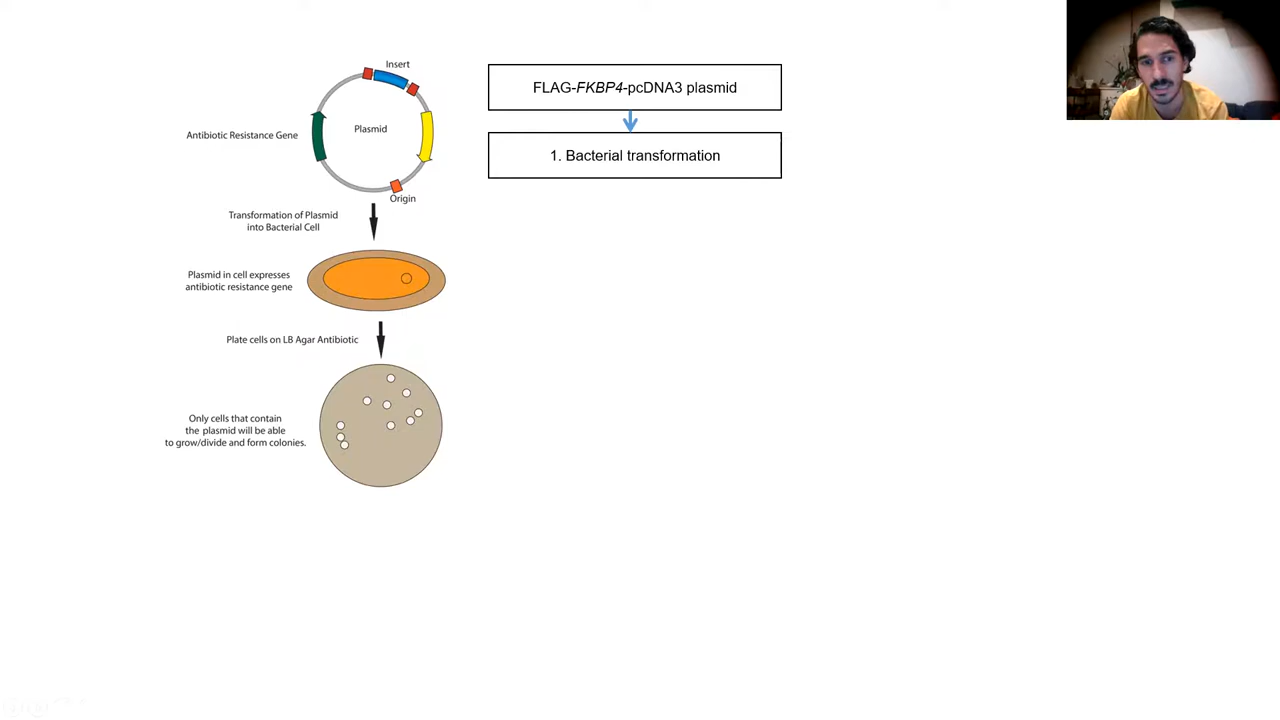 Insert
Antibiotic Resistance Gene
Plasmid
Origin
Transformation of Plasmid
into Bacterial Cell
Plasmid in cell expresses
antibiotic resistance gene
Plate cells on LB Agar Antibiotic
Only cells that contain
the plasmid will be able
to grow/divide and form colonies.
FLAG-FKBP4-pcDNA3 plasmid
1. Bacterial transformation